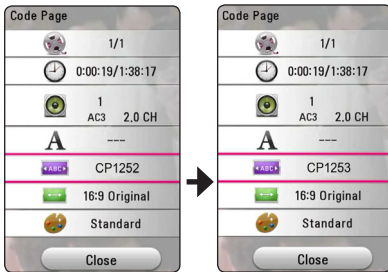 Code Page
1/1
0:00:19/1:38:17
1
AC3 2.0 CH
A ---
ABC CP1252
16:9 Original
Standard
Close
Code Page
1/1
0:00:19/1:38:17
1
AC3 2.0 CH
A ---
ABC CP1253
16:9 Original
Standard
Close